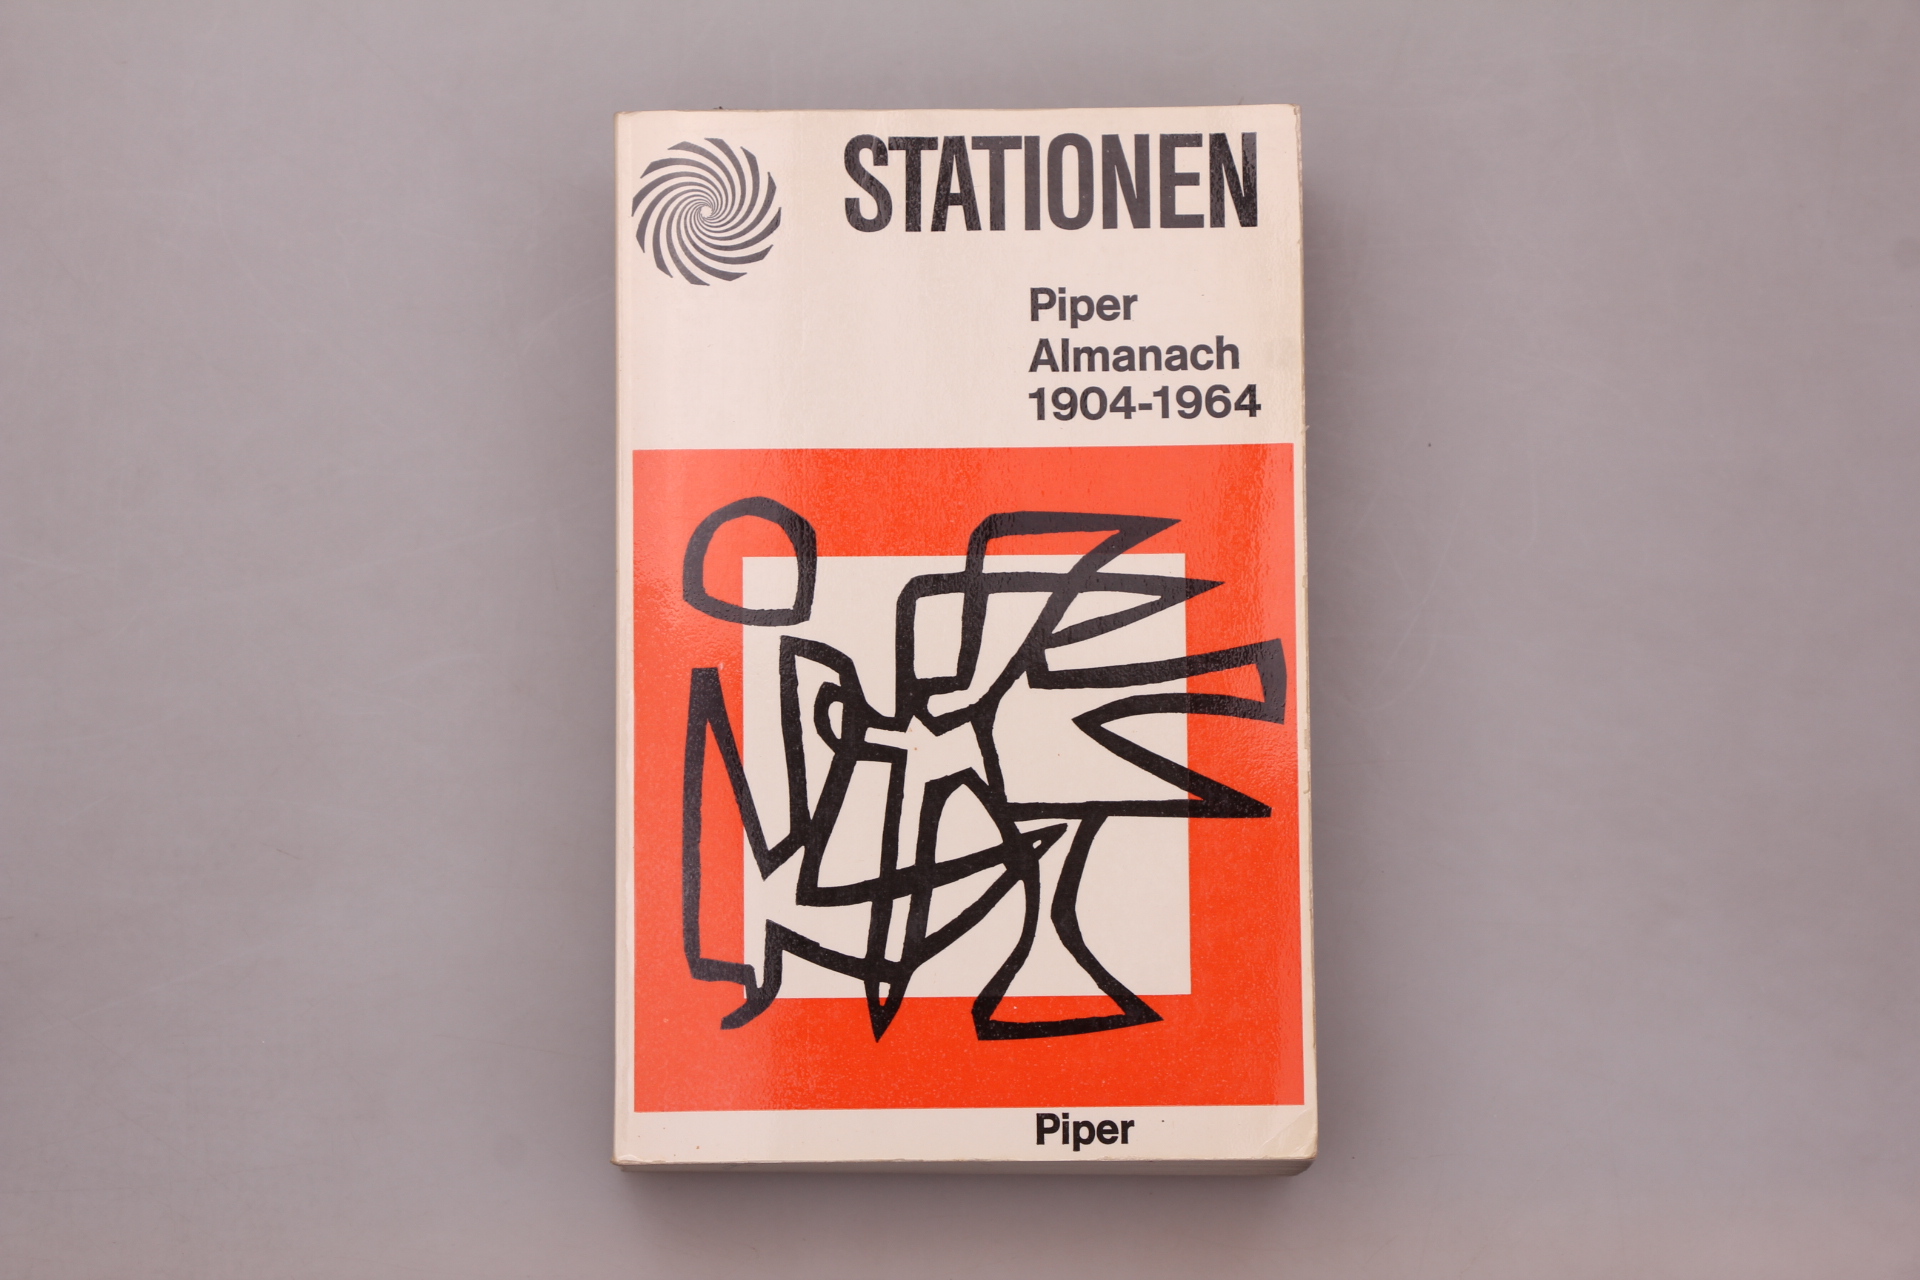 STATIONEN
Piper
Almanach
1904-1964
Piper